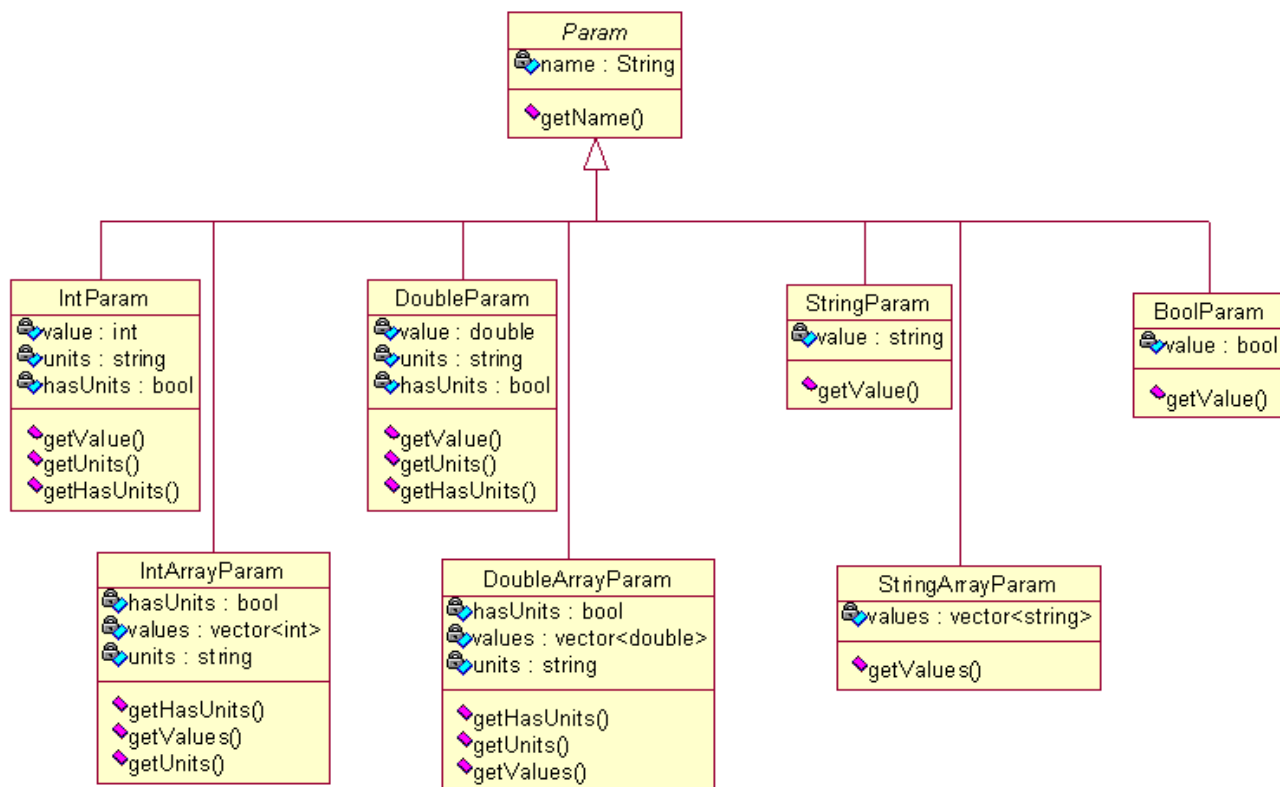 Param
name : String
getName()
IntParam
value : int
units : string
hasUnits : bool
getValue()
getUnits()
getHasUnits()
DoubleParam
value : double
units : string
hasUnits : bool
getValue()
getUnits()
getHasUnits()
StringParam
value : string
getValue()
BoolParam
value : bool
getValue()
IntArrayParam
hasUnits : bool
values : vector<int>
units : string
getHasUnits()
getValues()
getUnits()
DoubleArrayParam
hasUnits : bool
values : vector<double>
units : string
getHasUnits()
getUnits()
getValues()
StringArrayParam
values : vector<string>
getValues()